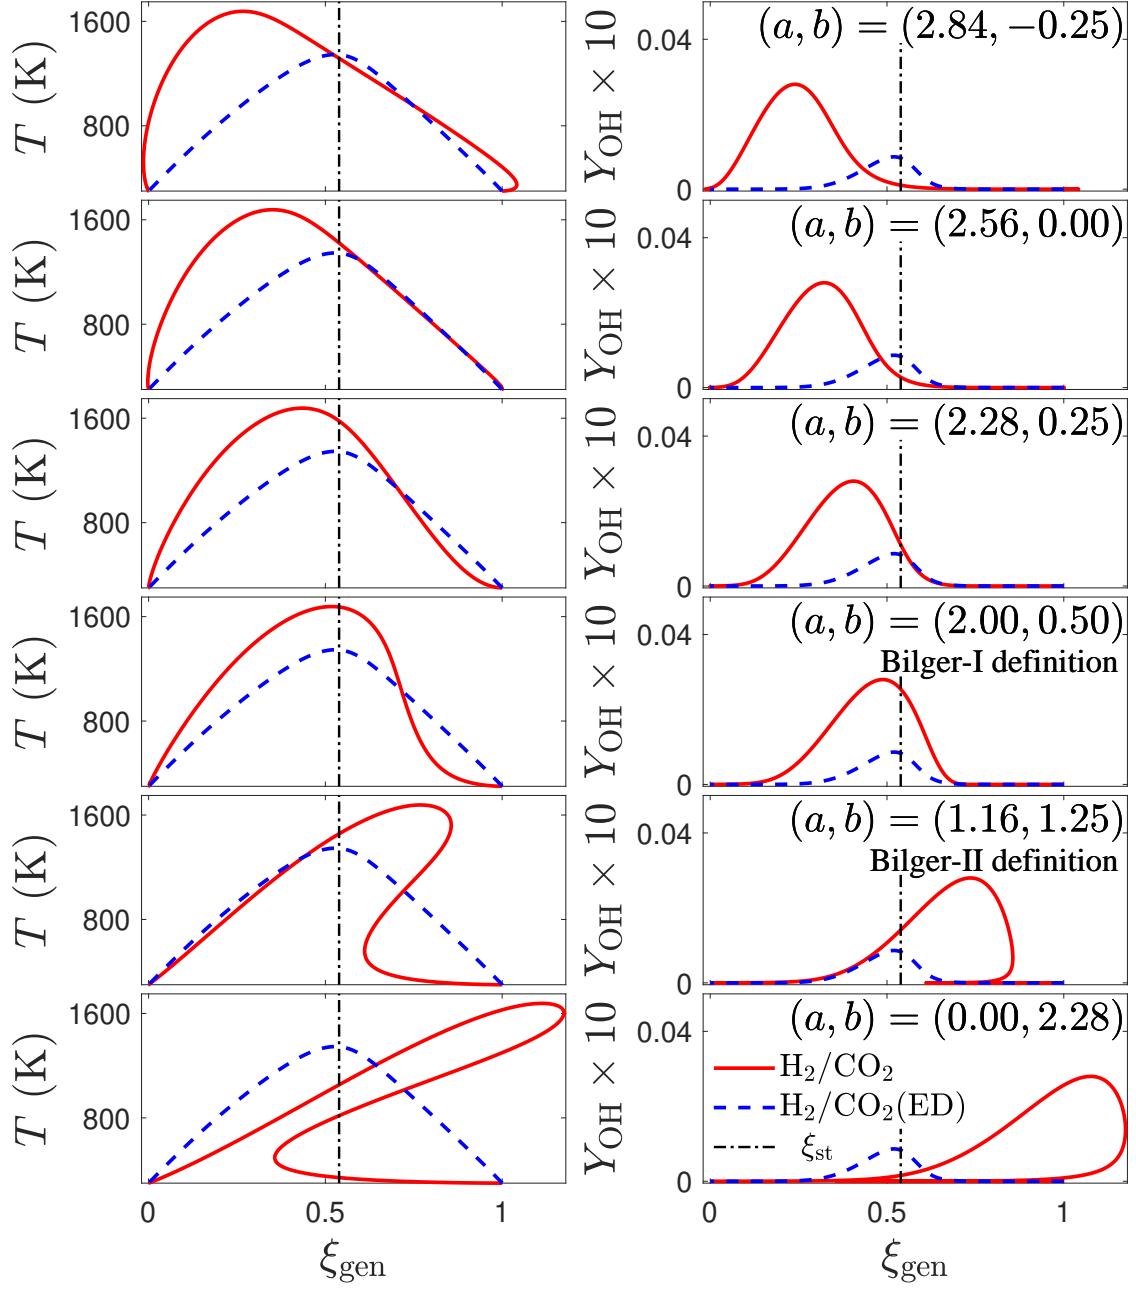 1600
800
T (K)
0.04
0
Y_OH × 10
(a, b) = (2.84, −0.25)
1600
800
T (K)
0.04
0
Y_OH × 10
(a, b) = (2.56, 0.00)
1600
800
T (K)
0.04
0
Y_OH × 10
(a, b) = (2.28, 0.25)
1600
800
T (K)
0.04
0
Y_OH × 10
(a, b) = (2.00, 0.50)
Bilger-I definition
1600
800
T (K)
0.04
0
Y_OH × 10
(a, b) = (1.16, 1.25)
Bilger-II definition
1600
800
T (K)
0.04
0
Y_OH × 10
(a, b) = (0.00, 2.28)
H₂/CO₂
H₂/CO₂(ED)
ξ_st
0 0.5 1
ξ_gen
0 0.5 1
ξ_gen